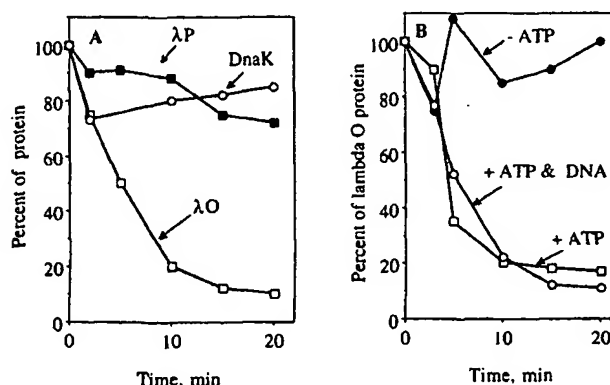 A
λP
DnaK
λO
100
80
60
40
20
0
0
10
20
Percent of protein
Time, min
B
- ATP
+ ATP & DNA
+ ATP
100
80
60
40
20
0
0
10
20
Percent of lambda O protein
Time, min